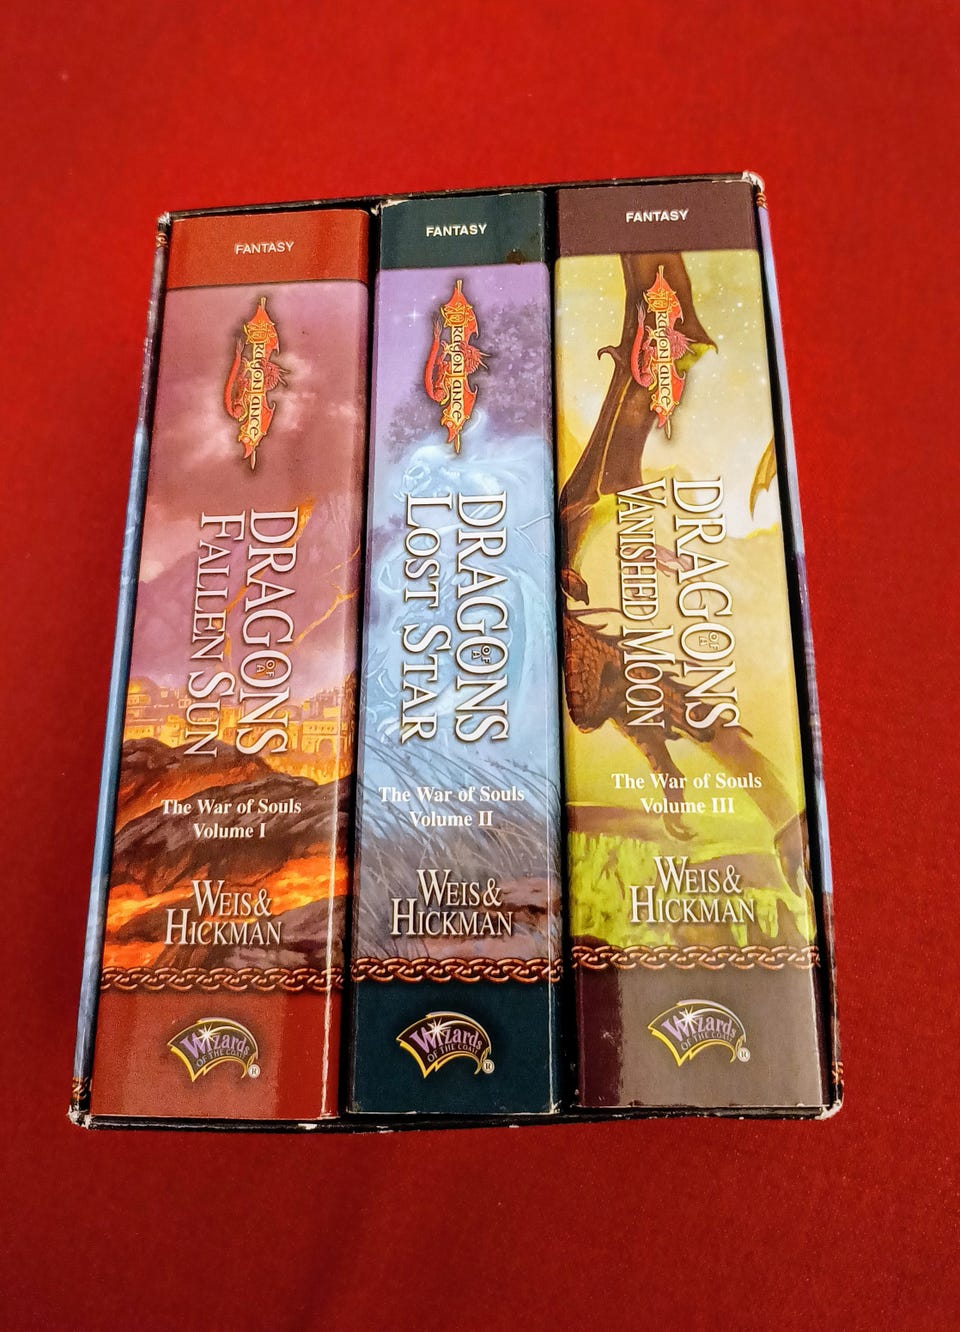 FANTASY
DRAGONLANCE
DRAGONS
OF A
FALLEN SUN
The War of Souls
Volume I
WEIS &
HICKMAN
Wizards
OF THE COAST
®
FANTASY
DRAGONLANCE
DRAGONS
OF A
LOST STAR
The War of Souls
Volume II
WEIS &
HICKMAN
Wizards
OF THE COAST
®
FANTASY
DRAGONLANCE
DRAGONS
OF A
VANISHED MOON
The War of Souls
Volume III
WEIS &
HICKMAN
Wizards
OF THE COAST
®